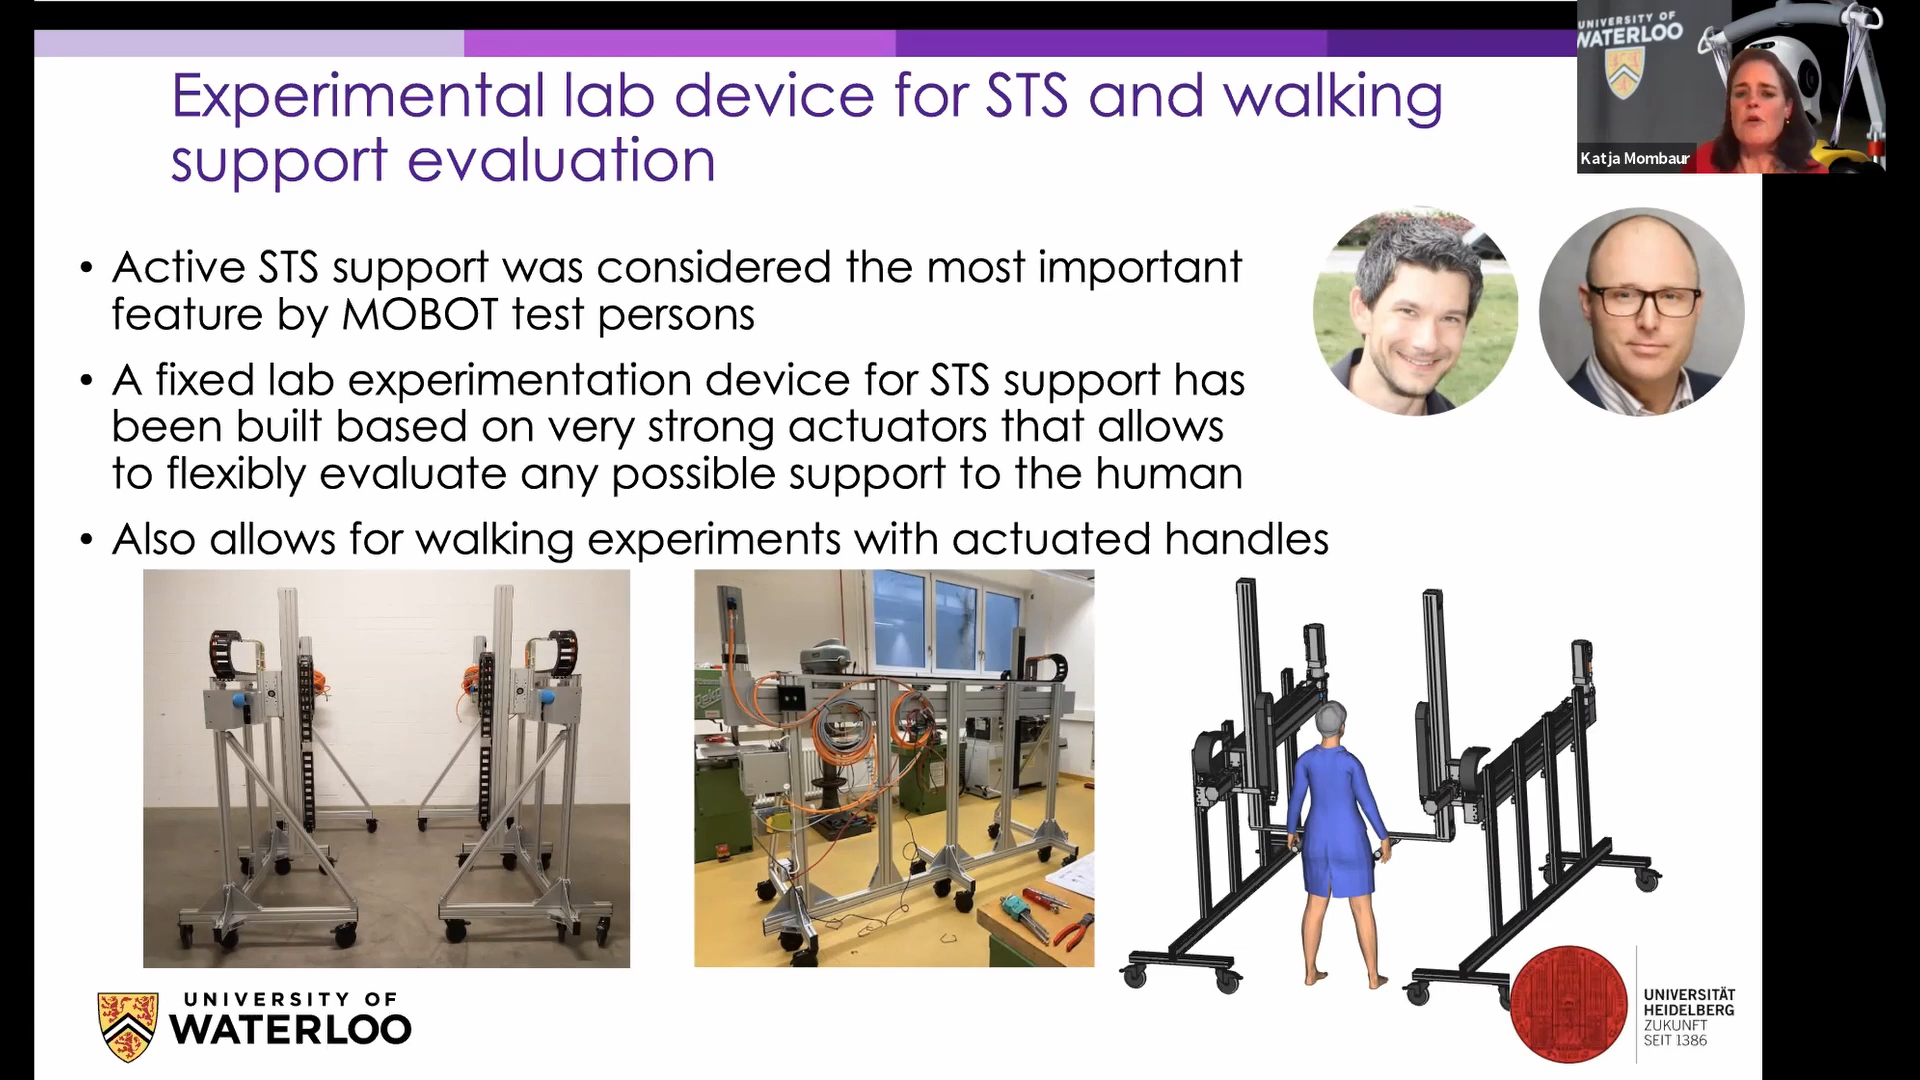 UNIVERSITY OF
WATERLOO
Katja Mombaur
Experimental lab device for STS and walking
support evaluation
• Active STS support was considered the most important
feature by MOBOT test persons
• A fixed lab experimentation device for STS support has
been built based on very strong actuators that allows
to flexibly evaluate any possible support to the human
• Also allows for walking experiments with actuated handles
UNIVERSITY OF
WATERLOO
UNIVERSITÄT
HEIDELBERG
ZUKUNFT
SEIT 1386